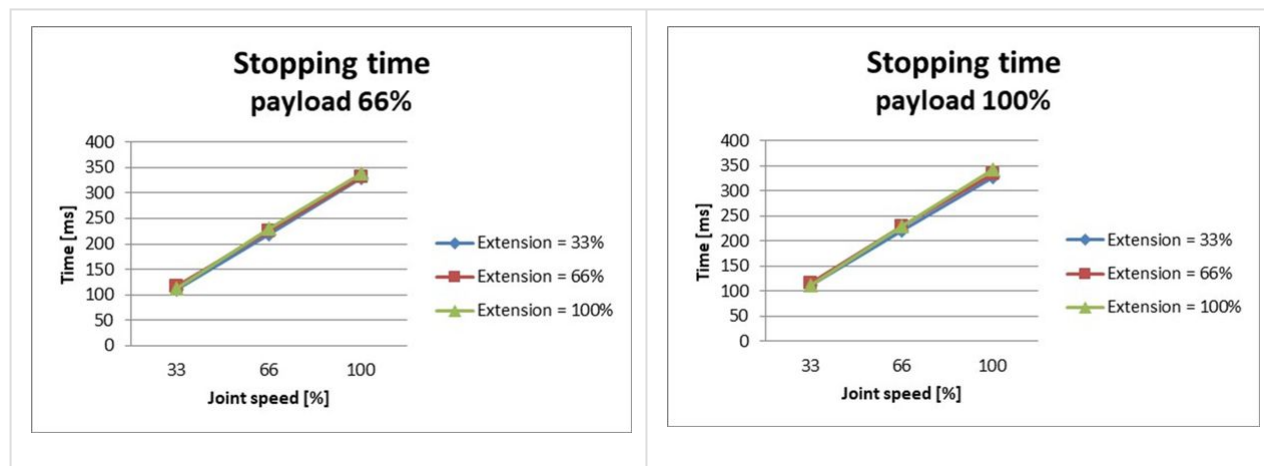 Stopping time
payload 66%
400
350
300
250
200
150
100
50
0
Time [ms]
33 66 100
Joint speed [%]
Extension = 33%
Extension = 66%
Extension = 100%
Stopping time
payload 100%
400
350
300
250
200
150
100
50
0
Time [ms]
33 66 100
Joint speed [%]
Extension = 33%
Extension = 66%
Extension = 100%